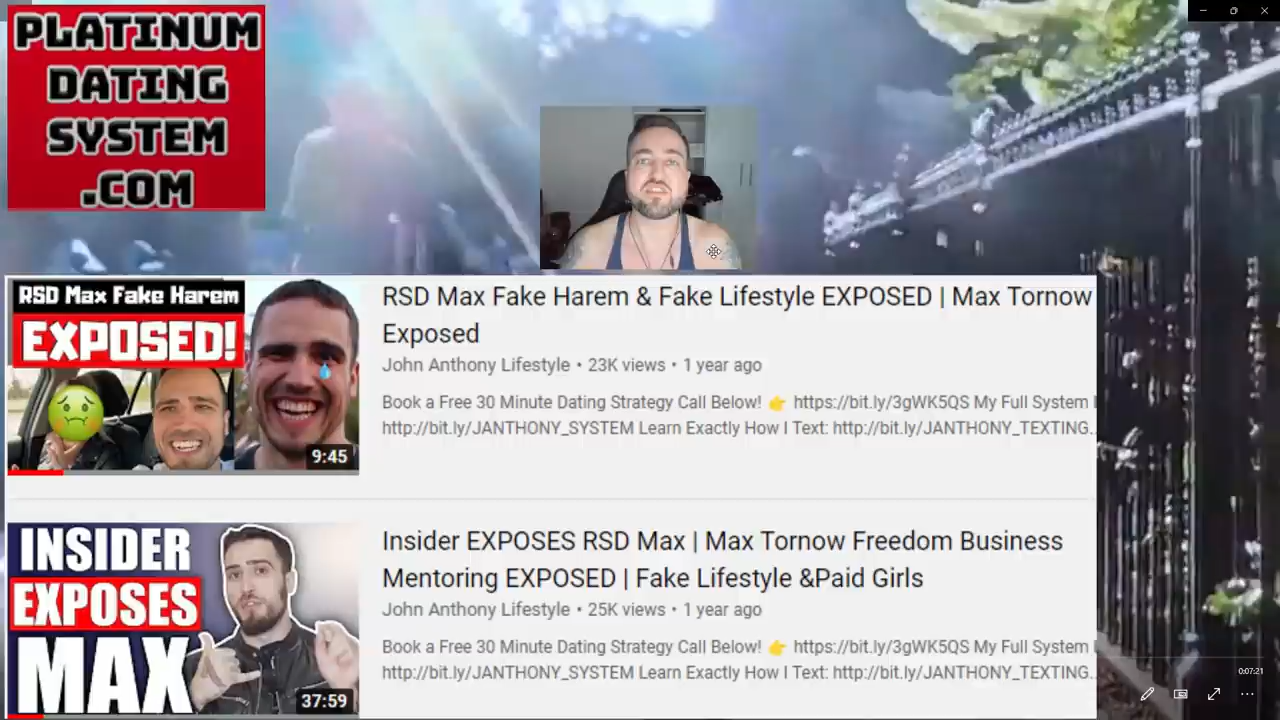 PLATINUM
DATING
SYSTEM
.COM
RSD Max Fake Harem
EXPOSED!
9:45
RSD Max Fake Harem & Fake Lifestyle EXPOSED | Max Tornow
Exposed
John Anthony Lifestyle • 23K views • 1 year ago
Book a Free 30 Minute Dating Strategy Call Below! 👉 https://bit.ly/3gWK5QS My Full System
http://bit.ly/JANTHONY_SYSTEM Learn Exactly How I Text: http://bit.ly/JANTHONY_TEXTING...
INSIDER
EXPOSES
MAX
37:59
Insider EXPOSES RSD Max | Max Tornow Freedom Business
Mentoring EXPOSED | Fake Lifestyle &Paid Girls
John Anthony Lifestyle • 25K views • 1 year ago
Book a Free 30 Minute Dating Strategy Call Below! 👉 https://bit.ly/3gWK5QS My Full System
http://bit.ly/JANTHONY_SYSTEM Learn Exactly How I Text: http://bit.ly/JANTHONY_TEXTING...
0:07:21